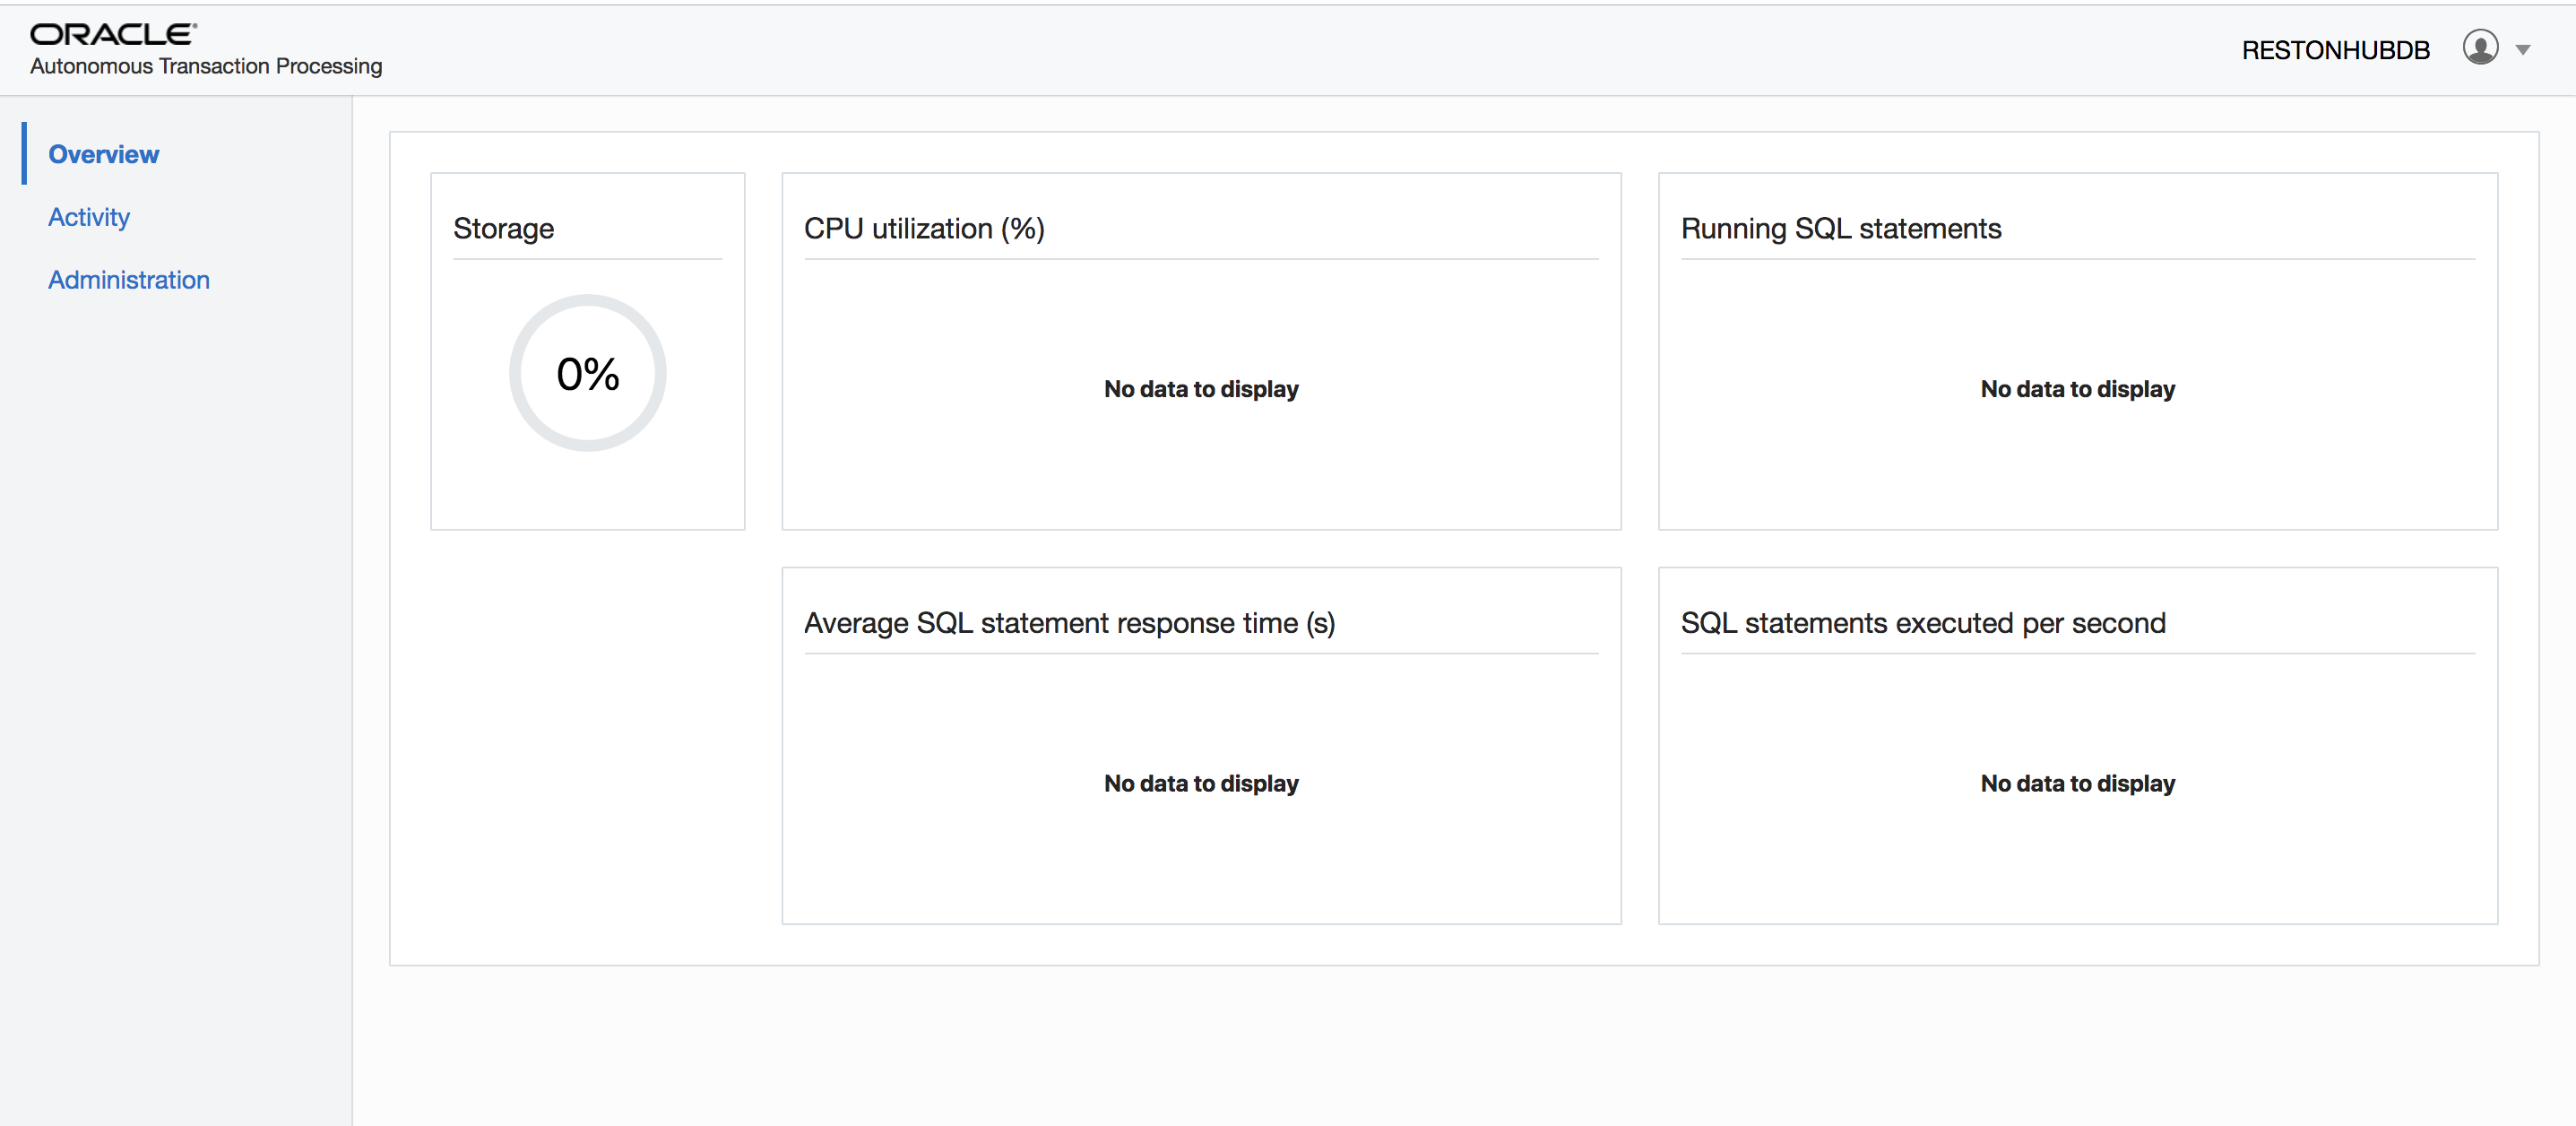 ORACLE®
Autonomous Transaction Processing
RESTONHUBDB
Overview
Activity
Administration
Storage
0%
CPU utilization (%)
No data to display
Running SQL statements
No data to display
Average SQL statement response time (s)
No data to display
SQL statements executed per second
No data to display